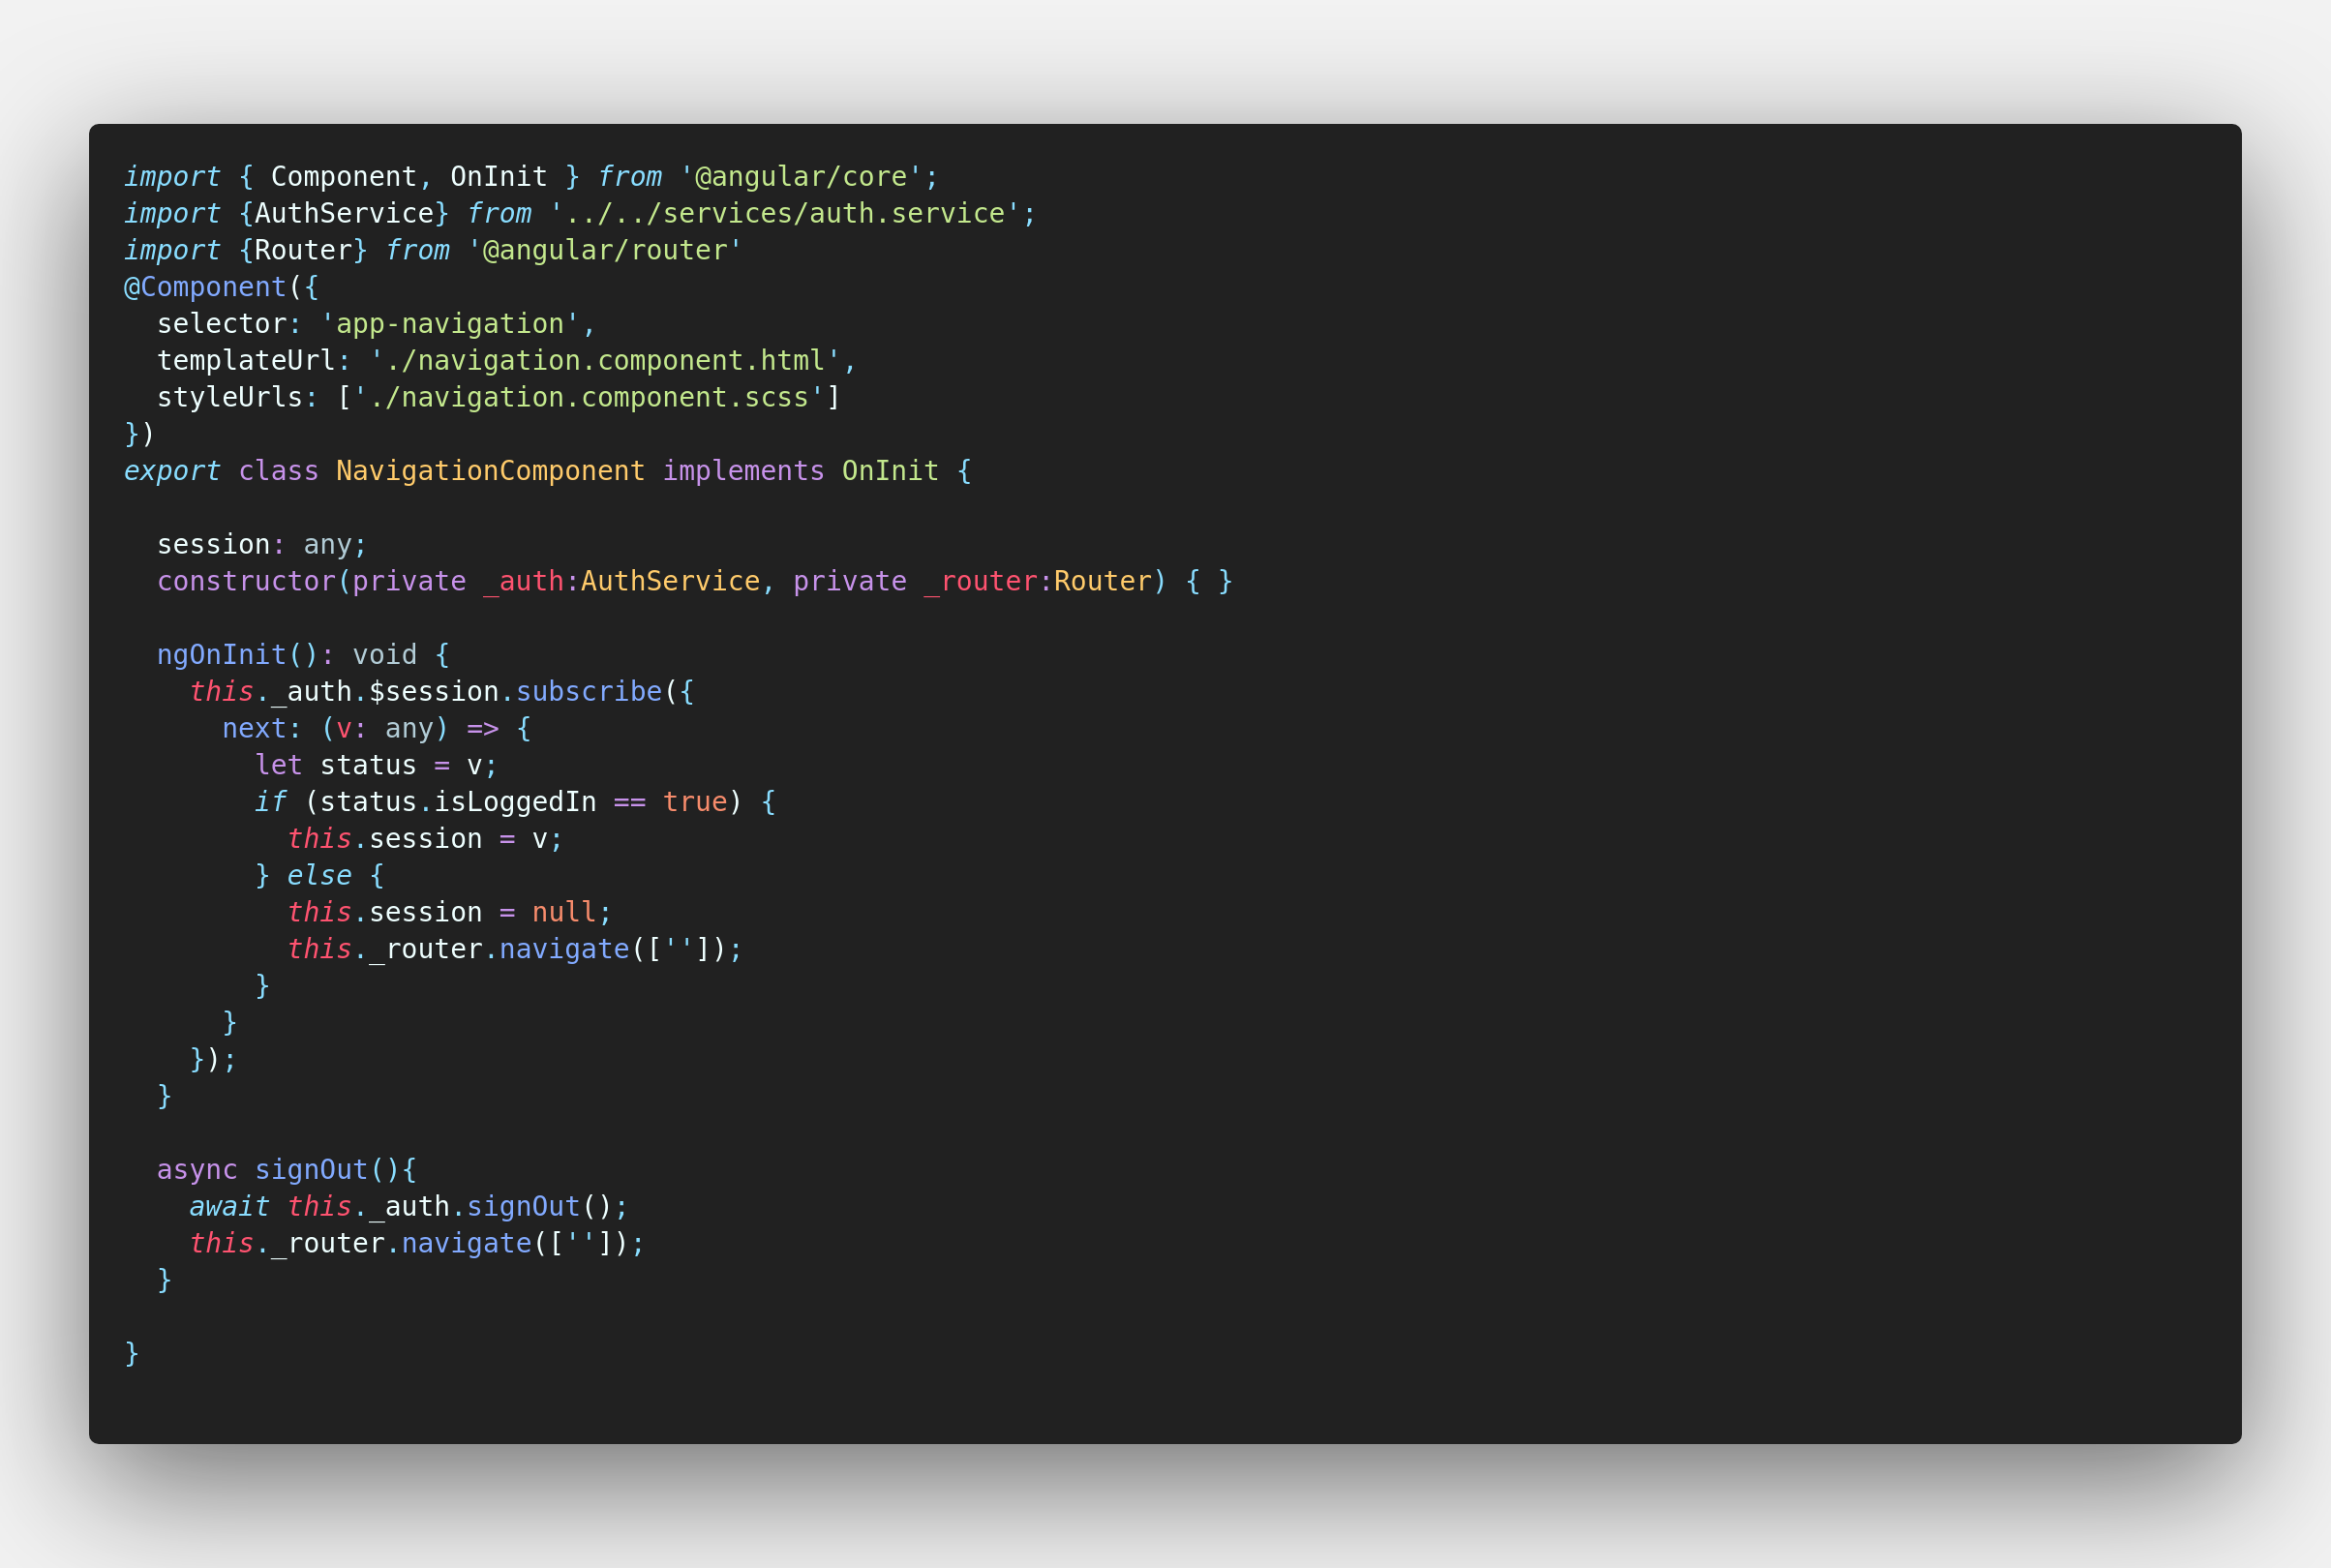 import { Component, OnInit } from '@angular/core';
import {AuthService} from '../../services/auth.service';
import {Router} from '@angular/router'
@Component({
  selector: 'app-navigation',
  templateUrl: './navigation.component.html',
  styleUrls: ['./navigation.component.scss']
})
export class NavigationComponent implements OnInit {

  session: any;
  constructor(private _auth:AuthService, private _router:Router) { }

  ngOnInit(): void {
    this._auth.$session.subscribe({
      next: (v: any) => {
        let status = v;
        if (status.isLoggedIn == true) {
          this.session = v;
        } else {
          this.session = null;
          this._router.navigate(['']);
        }
      }
    });
  }

  async signOut(){
    await this._auth.signOut();
    this._router.navigate(['']);
  }

}